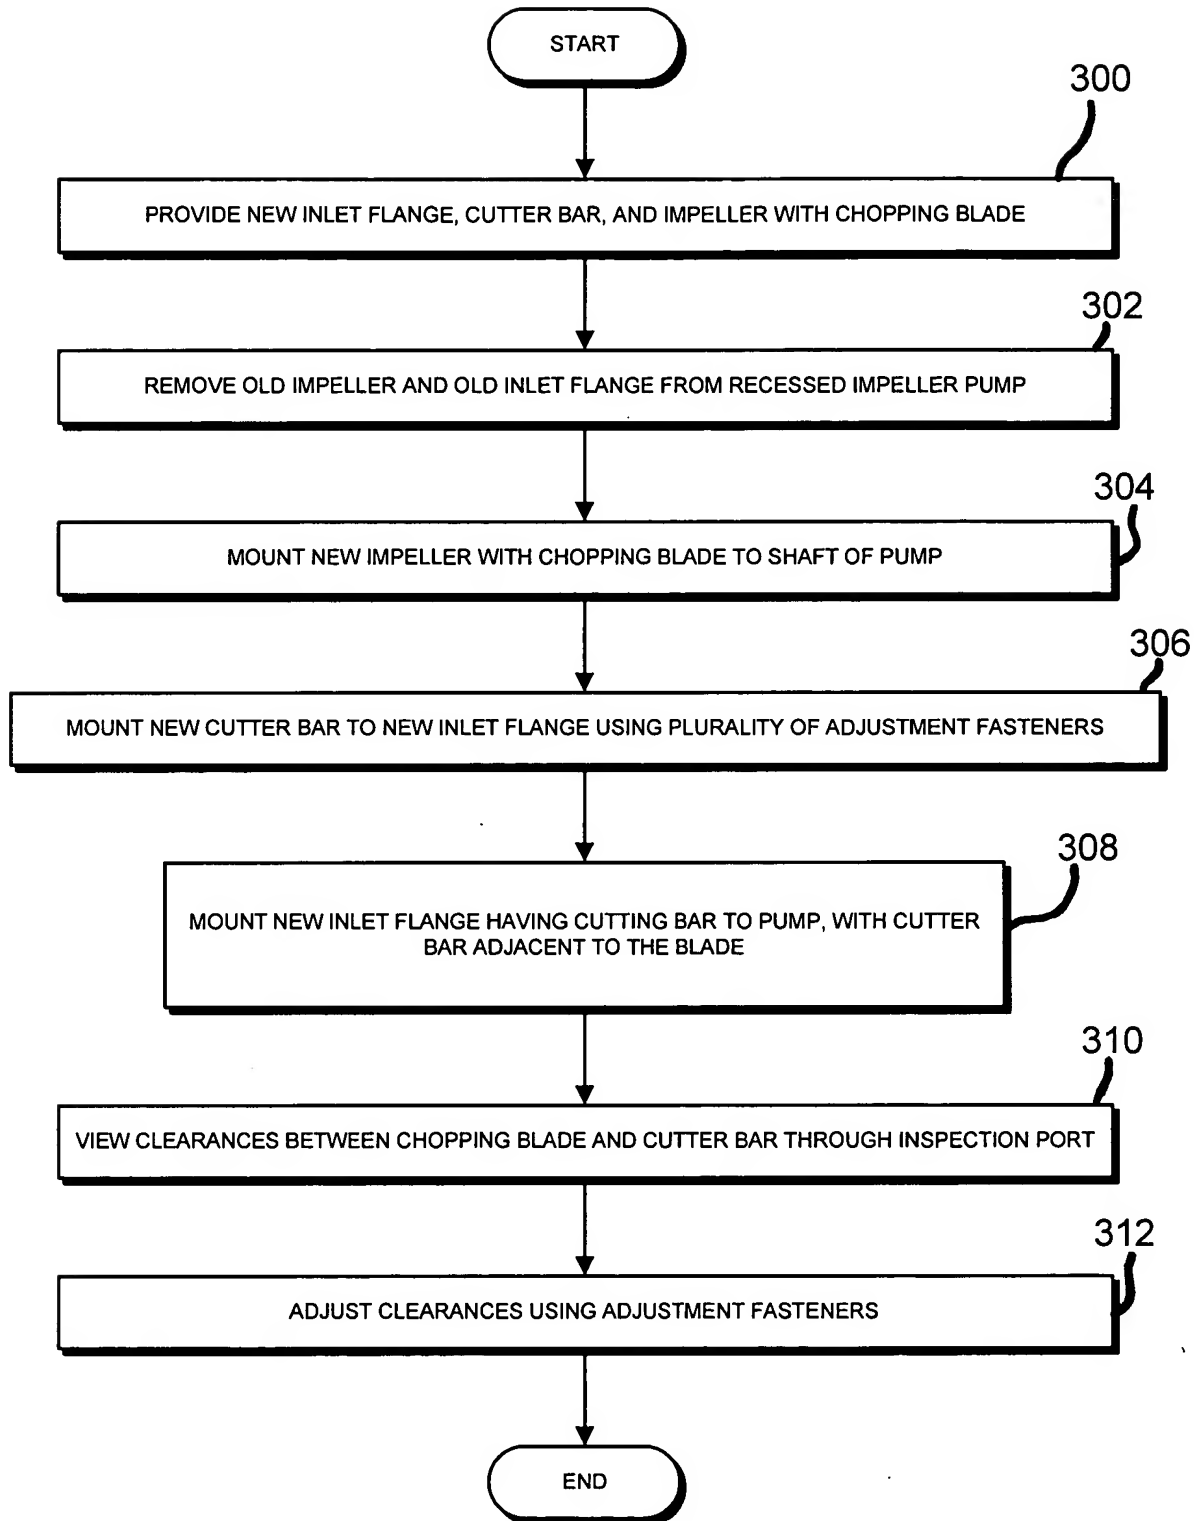 START
300
PROVIDE NEW INLET FLANGE, CUTTER BAR, AND IMPELLER WITH CHOPPING BLADE
302
REMOVE OLD IMPELLER AND OLD INLET FLANGE FROM RECESSED IMPELLER PUMP
304
MOUNT NEW IMPELLER WITH CHOPPING BLADE TO SHAFT OF PUMP
306
MOUNT NEW CUTTER BAR TO NEW INLET FLANGE USING PLURALITY OF ADJUSTMENT FASTENERS
308
MOUNT NEW INLET FLANGE HAVING CUTTING BAR TO PUMP, WITH CUTTER
BAR ADJACENT TO THE BLADE
310
VIEW CLEARANCES BETWEEN CHOPPING BLADE AND CUTTER BAR THROUGH INSPECTION PORT
312
ADJUST CLEARANCES USING ADJUSTMENT FASTENERS
END